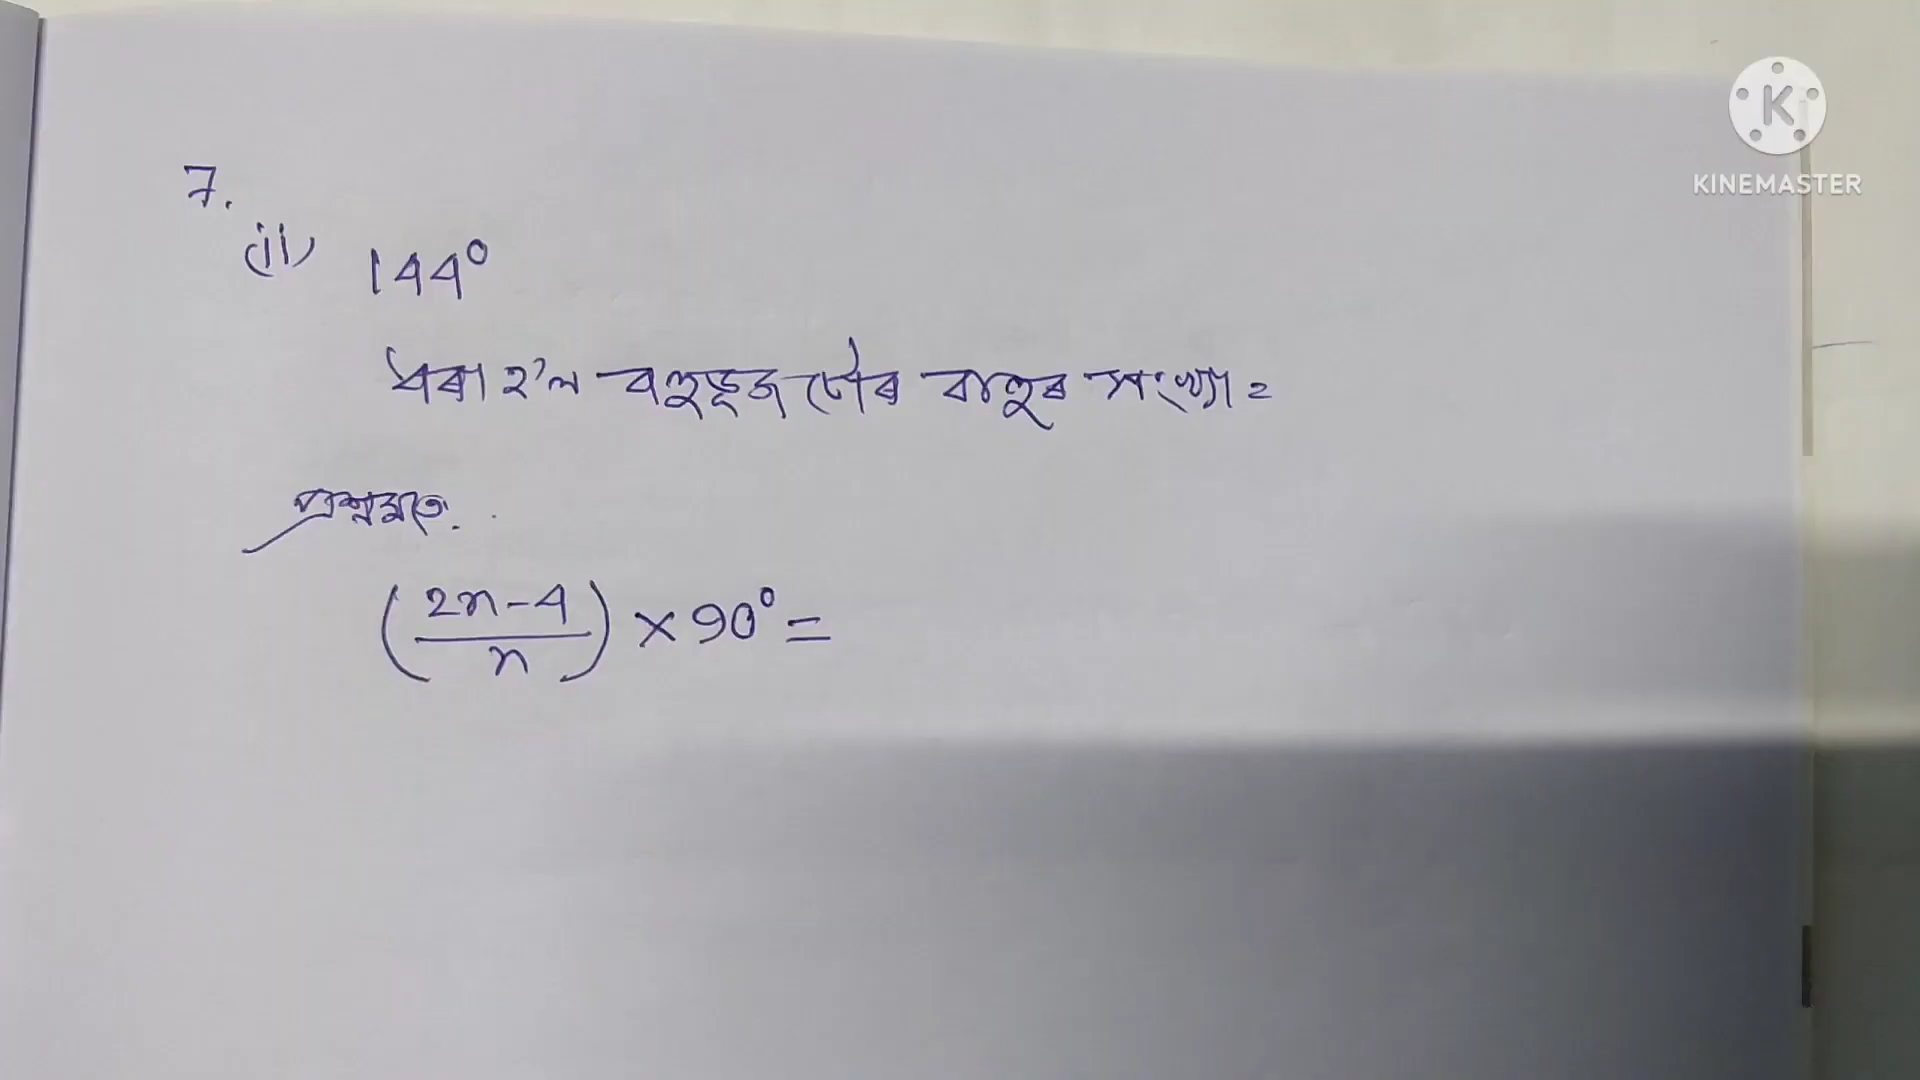 7.
(ii) 144°
ধৰা হ'ল বহুভূজটোৰ বাহুৰ সংখ্যা =
প্ৰশ্নমতে.
(2n-4/n) × 90° =
K
KINEMASTER